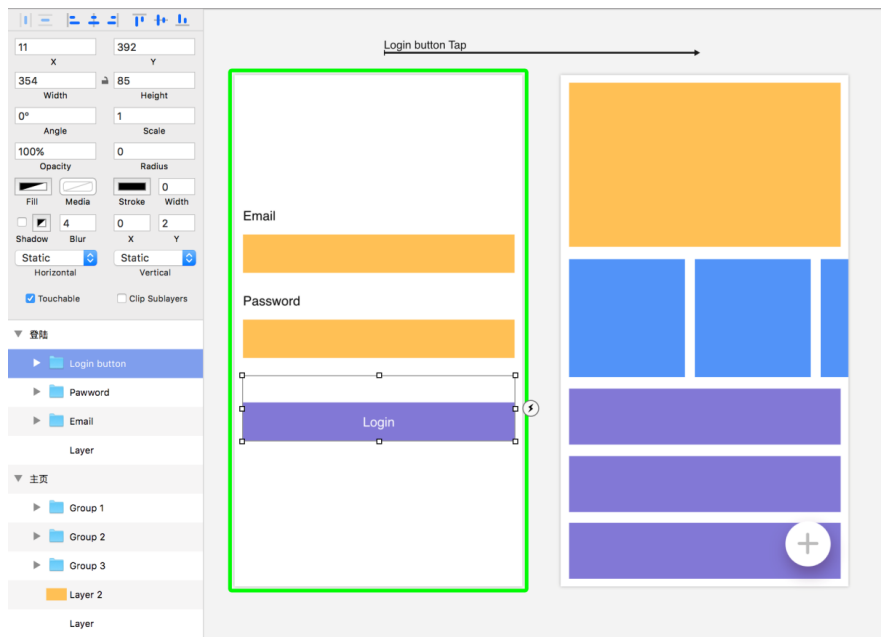 11
392
X
Y
354
85
Width
Height
0°
1
Angle
Scale
100%
0
Opacity
Radius
0
Fill
Media
Stroke
Width
4
0
2
Shadow
Blur
X
Y
Static
Static
Horizontal
Vertical
Touchable
Clip Sublayers
登陆
Login button
Pawword
Email
Layer
主页
Group 1
Group 2
Group 3
Layer 2
Layer
Login button Tap
Email
Password
Login